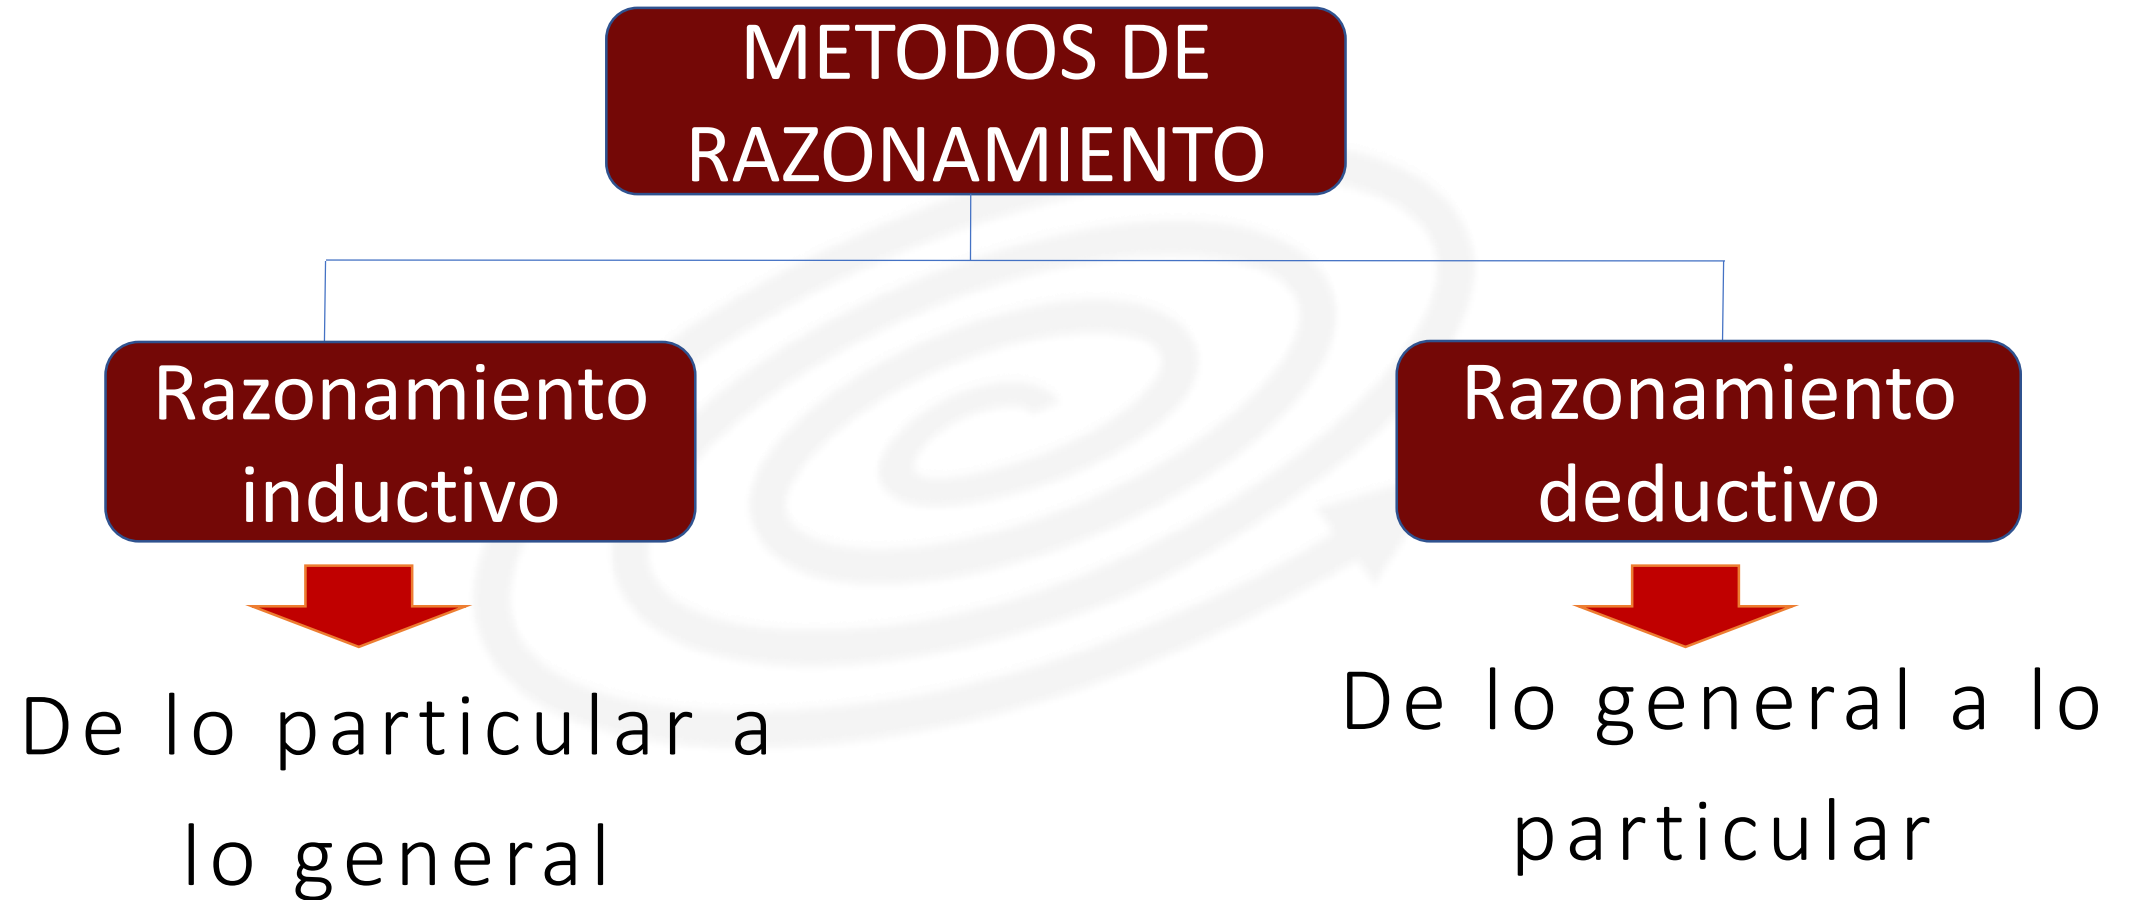 METODOS DE
RAZONAMIENTO
Razonamiento
inductivo
Razonamiento
deductivo
De lo particular a
lo general
De lo general a lo
particular